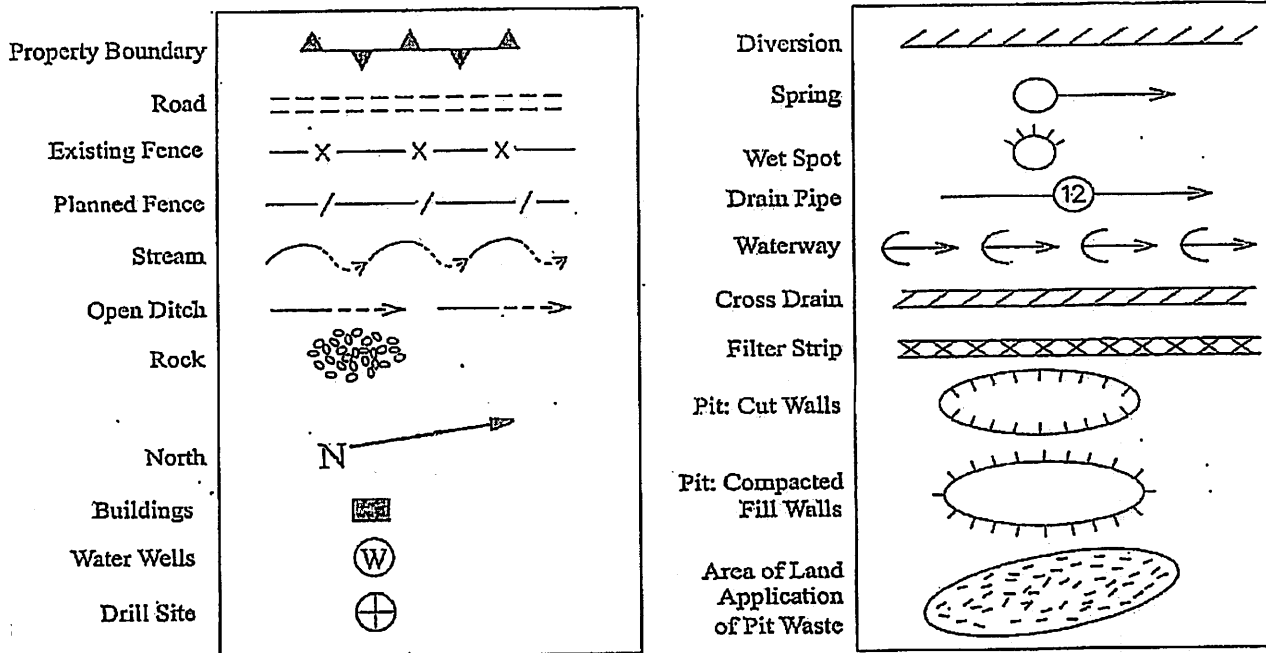 Property Boundary
Road
Existing Fence
Planned Fence
Stream
Open Ditch
Rock
North
N
Buildings
Water Wells
W
Drill Site
Diversion
Spring
Wet Spot
Drain Pipe
12
Waterway
Cross Drain
Filter Strip
Pit: Cut Walls
Pit: Compacted
Fill Walls
Area of Land
Application
of Pit Waste